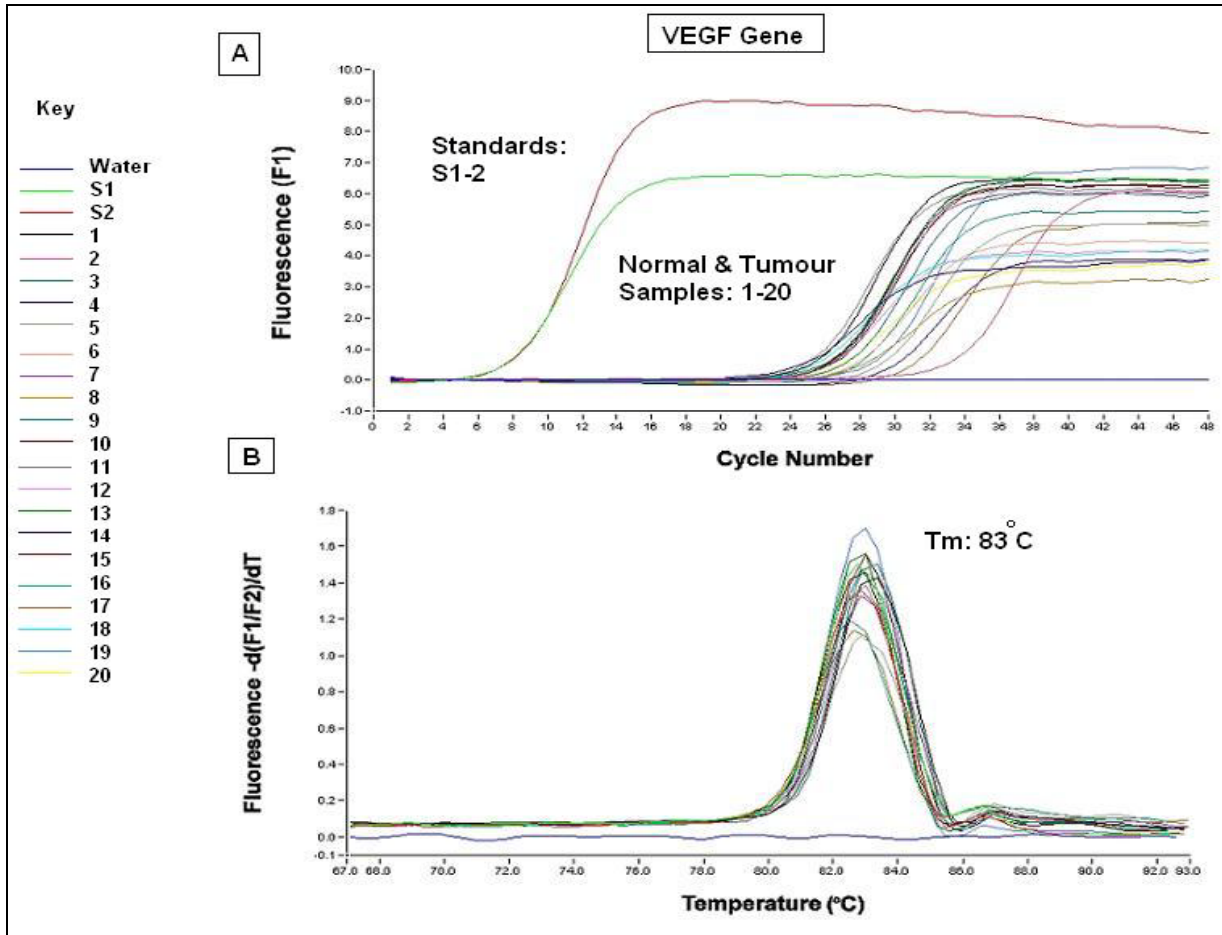 VEGF Gene
A
Key
Water
S1
S2
1
2
3
4
5
6
7
8
9
10
11
12
13
14
15
16
17
18
19
20
Fluorescence (F1)
10.0
9.0
8.0
7.0
6.0
5.0
4.0
3.0
2.0
1.0
0.0
-1.0
Standards:
S1-2
Normal & Tumour
Samples: 1-20
0 2 4 6 8 10 12 14 16 18 20 22 24 26 28 30 32 34 36 38 40 42 44 46 48
Cycle Number
B
Fluorescence -d(F1/F2)/dT
1.8
1.6
1.4
1.2
1.0
0.8
0.6
0.4
0.2
0.0
-0.1
Tm: 83°C
67.0 68.0 70.0 72.0 74.0 76.0 78.0 80.0 82.0 84.0 86.0 88.0 90.0 92.0 93.0
Temperature (°C)